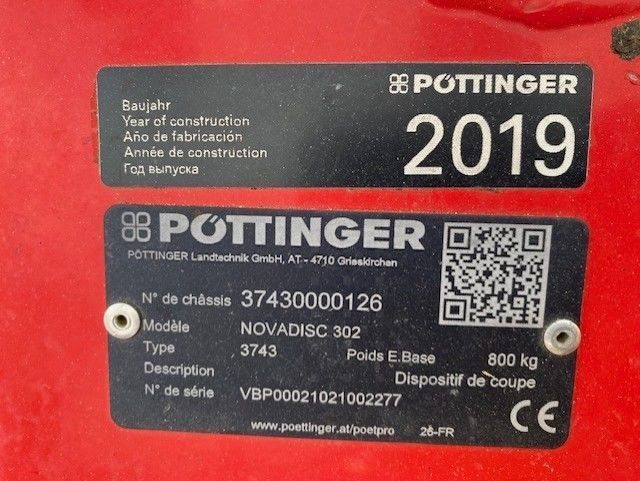 PÖTTINGER
Baujahr
Year of construction
Año de fabricación
Année de construction
Год выпуска
2019
PÖTTINGER
PÖTTINGER Landtechnik GmbH, AT - 4710 Grieskirchen
N° de châssis 37430000126
Modèle NOVADISC 302
Type 3743 Poids E.Base 800 kg
Description Dispositif de coupe
N° de série VBP00021021002277
www.poettinger.at/poetpro 26-FR
CE